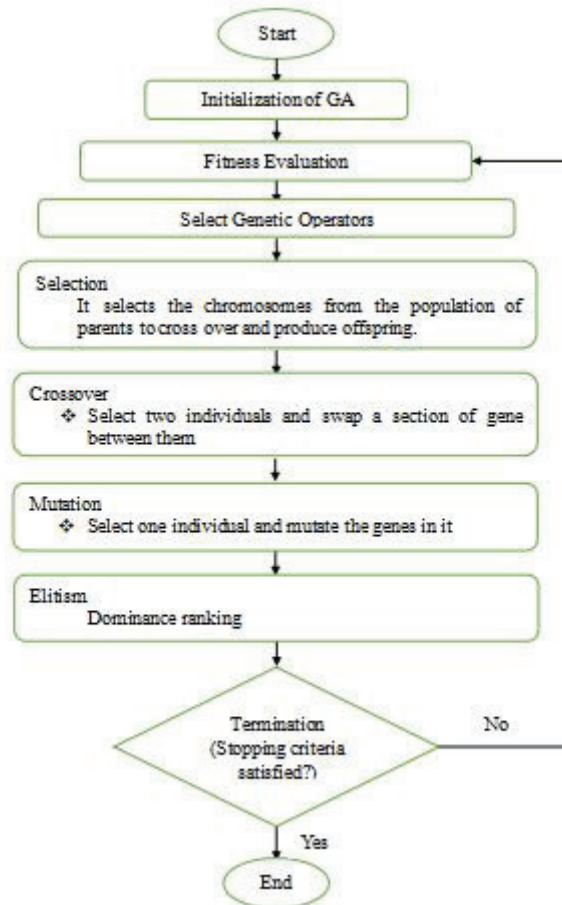 Start
Initialization of GA
Fitness Evaluation
Select Genetic Operators
Selection
It selects the chromosomes from the population of
parents to cross over and produce offspring.
Crossover
❖ Select two individuals and swap a section of gene
between them
Mutation
❖ Select one individual and mutate the genes in it
Elitism
Dominance ranking
Termination
(Stopping criteria
satisfied?)
No
Yes
End